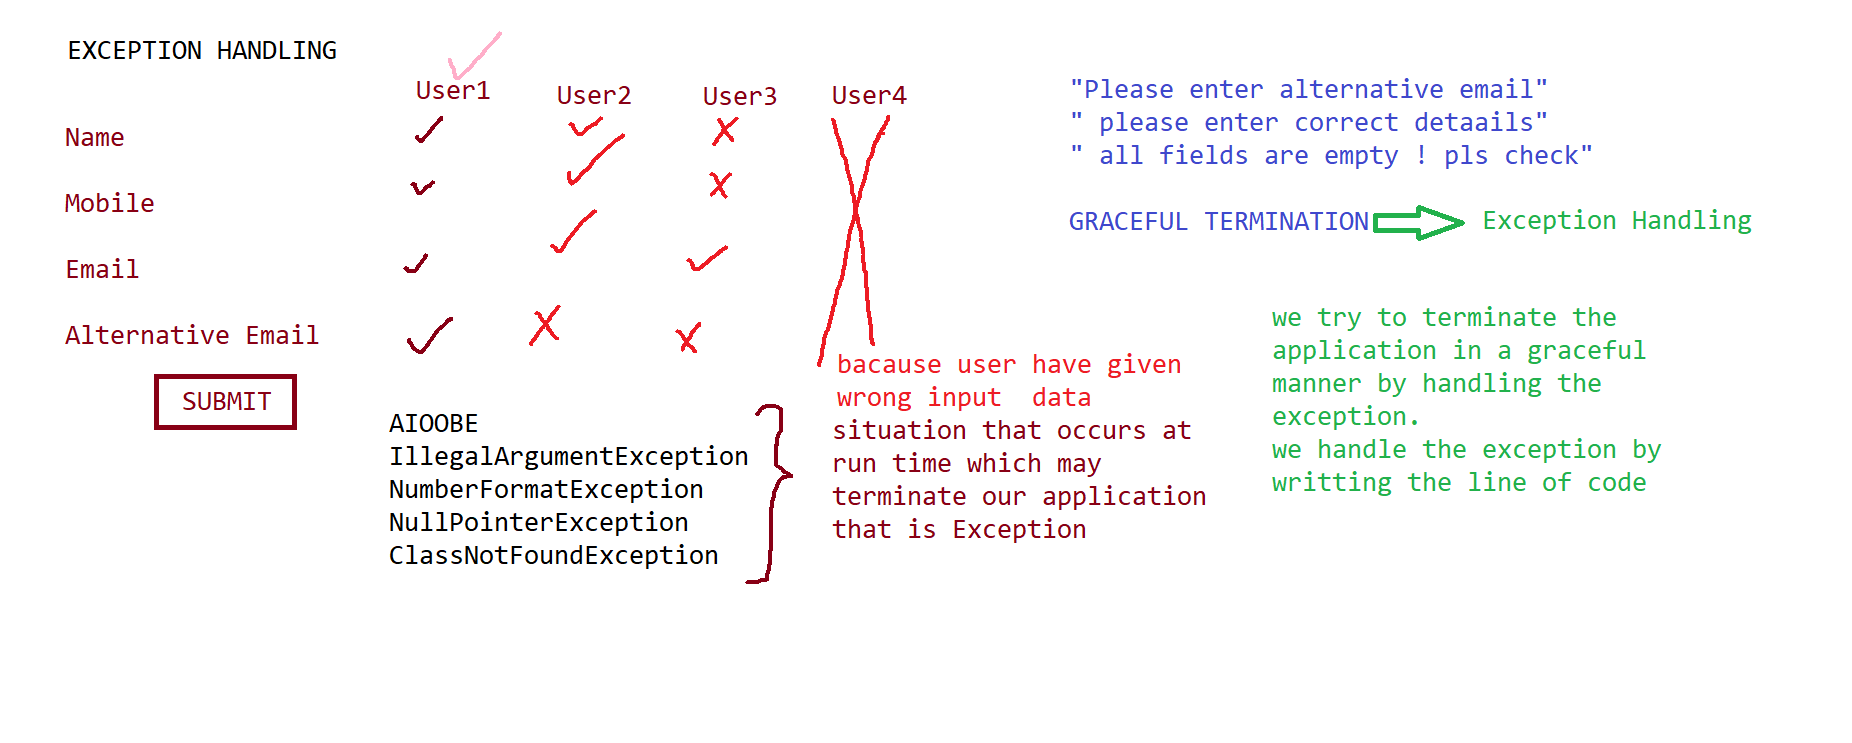 EXCEPTION HANDLING
User1 User2 User3 User4
Name
Mobile
Email
Alternative Email
SUBMIT
AIOOBE
IllegalArgumentException
NumberFormatException
NullPointerException
ClassNotFoundException
bacause user have given
wrong input  data
situation that occurs at
run time which may
terminate our application
that is Exception
"Please enter alternative email"
" please enter correct detaails"
" all fields are empty ! pls check"
GRACEFUL TERMINATION Exception Handling
we try to terminate the
application in a graceful
manner by handling the
exception.
we handle the exception by
writting the line of code